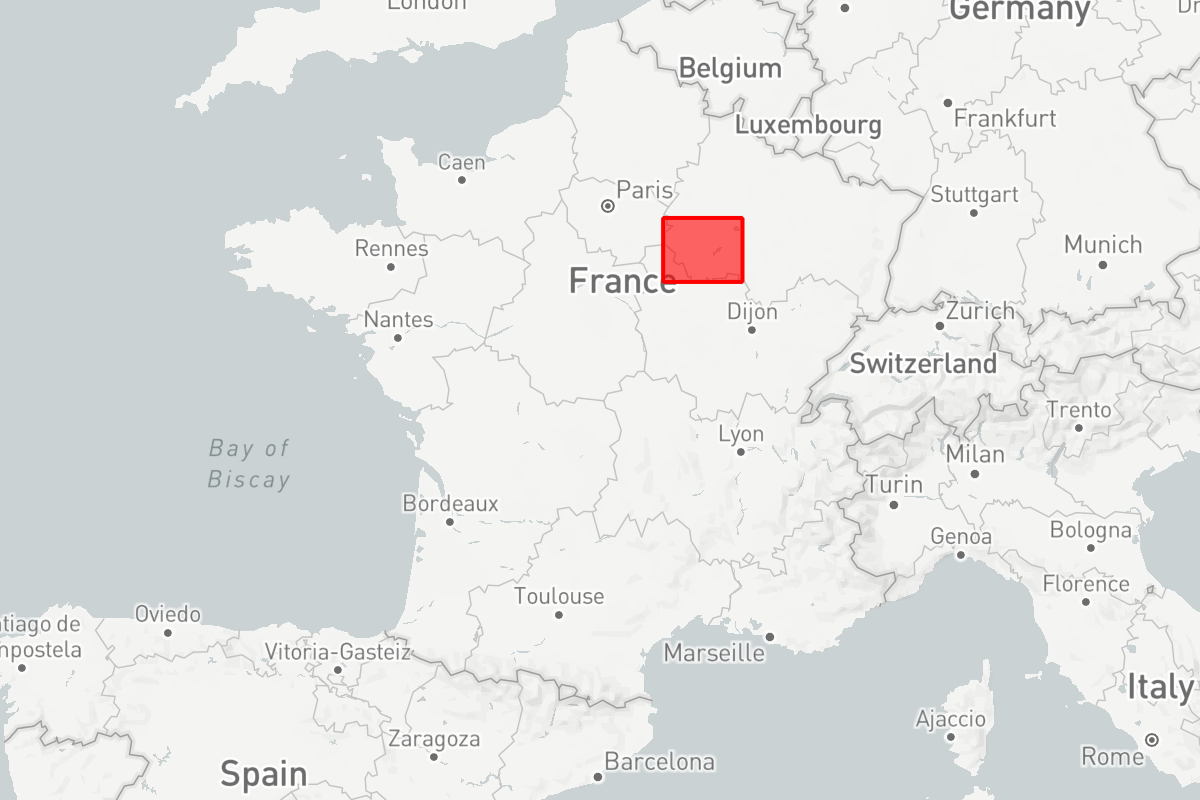 London
Germany
Dr
Belgium
Luxembourg
Frankfurt
Caen
Paris
Stuttgart
Rennes
Munich
France
Nantes
Dijon
Zurich
Switzerland
Trento
Bay of
Biscay
Lyon
Milan
Turin
Bordeaux
Genoa
Bologna
Toulouse
Florence
Oviedo
tiago de
mpostela
Vitoria-Gasteiz
Marseille
Italy
Ajaccio
Zaragoza
Rome
Spain
Barcelona